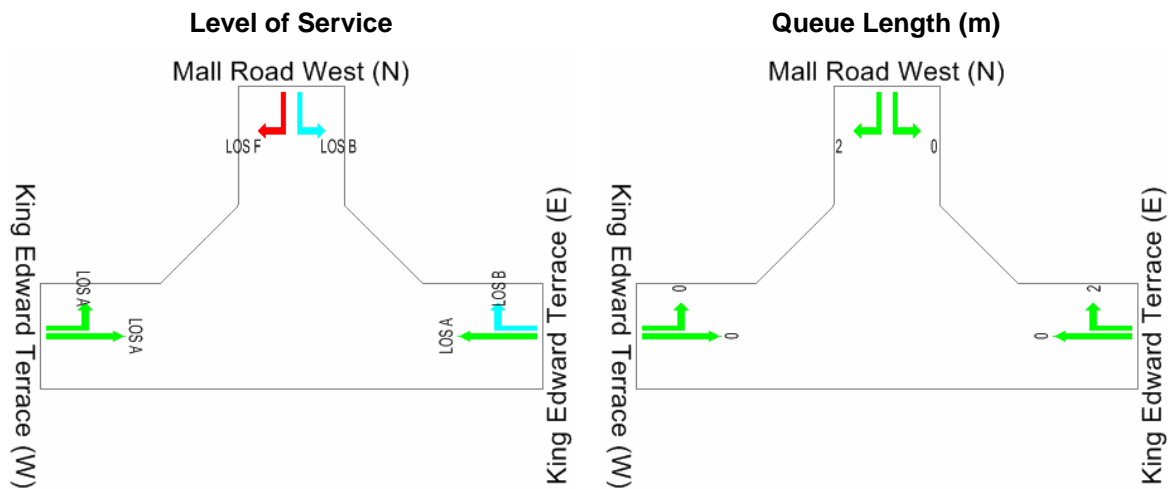 Level of Service
Mall Road West (N)
LOS F
LOS B
King Edward Terrace (W)
LOS A
LOS A
LOS B
LOS A
King Edward Terrace (E)
Queue Length (m)
Mall Road West (N)
2
0
King Edward Terrace (W)
0
0
2
0
King Edward Terrace (E)